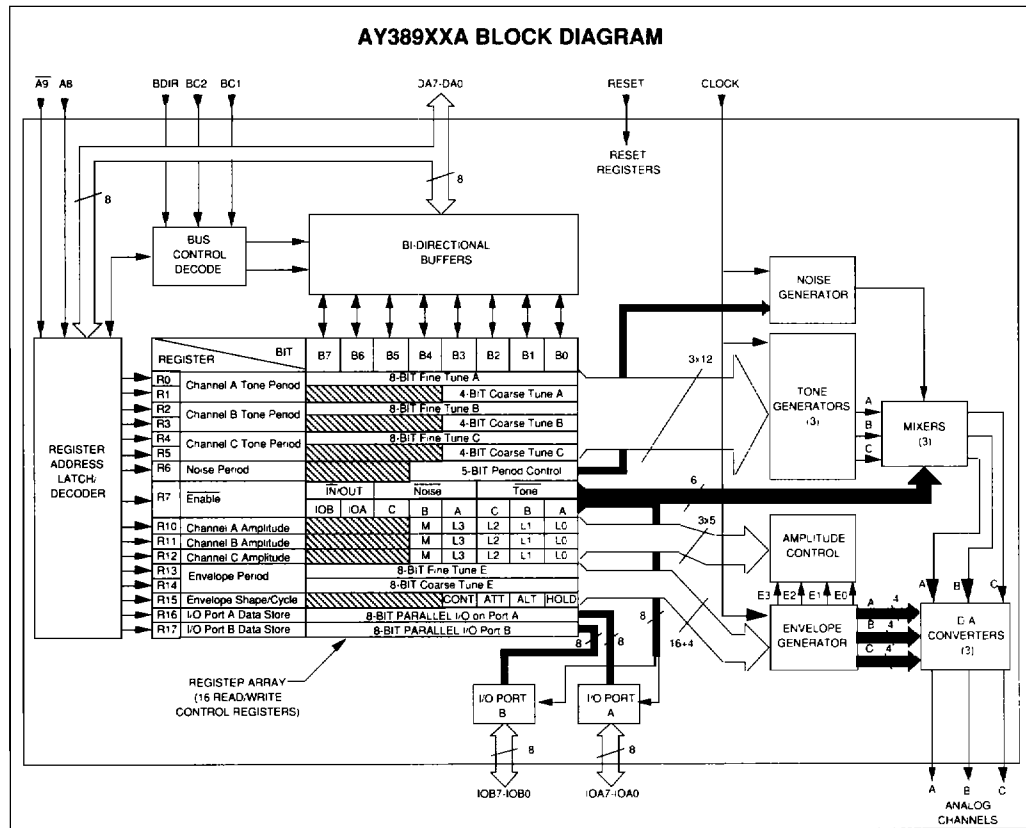 AY389XXA BLOCK DIAGRAM
A9 A8 BDIR BC2 BC1 DA7-DA0 RESET CLOCK
RESET
REGISTERS
8
8
BUS
CONTROL
DECODE
BI-DIRECTIONAL
BUFFERS
NOISE
GENERATOR
REGISTER BIT B7 B6 B5 B4 B3 B2 B1 B0
R0 Channel A Tone Period 8-BIT Fine Tune A
R1 4-BIT Coarse Tune A
R2 Channel B Tone Period 8-BIT Fine Tune B
R3 4-BIT Coarse Tune B
R4 Channel C Tone Period 8-BIT Fine Tune C
R5 4-BIT Coarse Tune C
R6 Noise Period 5-BIT Period Control
R7 Enable IN/OUT Noise Tone
IOB IOA C B A C B A
R10 Channel A Amplitude M L3 L2 L1 L0
R11 Channel B Amplitude M L3 L2 L1 L0
R12 Channel C Amplitude M L3 L2 L1 L0
R13 Envelope Period 8-BIT Fine Tune E
R14 8-BIT Coarse Tune E
R15 Envelope Shape/Cycle CONT ATT ALT HOLD
R16 I/O Port A Data Store 8-BIT PARALLEL I/O on Port A
R17 I/O Port B Data Store 8-BIT PARALLEL I/O Port B
REGISTER
ADDRESS
LATCH/
DECODER
3x12
TONE
GENERATORS
(3)
A
B
C
MIXERS
(3)
6
3x5
AMPLITUDE
CONTROL
E3 E2 E1 E0
A B C
ENVELOPE
GENERATOR
A 4
B 4
C 4
D/A
CONVERTERS
(3)
8
16+4
8
8
REGISTER ARRAY
(16 READ/WRITE
CONTROL REGISTERS)
I/O PORT
B
I/O PORT
A
8
8
IOB7-IOB0 IOA7-IOA0
A B C
ANALOG
CHANNELS